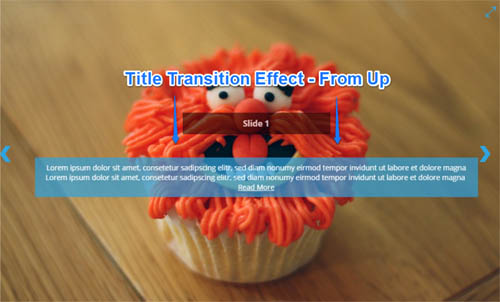 Title Transition Effect - From Up
Slide 1
Lorem ipsum dolor sit amet, consetetur sadipscing elitr, sed diam nonumy eirmod tempor invidunt ut labore et dolore magna
Lorem ipsum dolor sit amet, consetetur sadipscing elitr, sed diam nonumy eirmod tempor invidunt ut labore et dolore magna
Read More